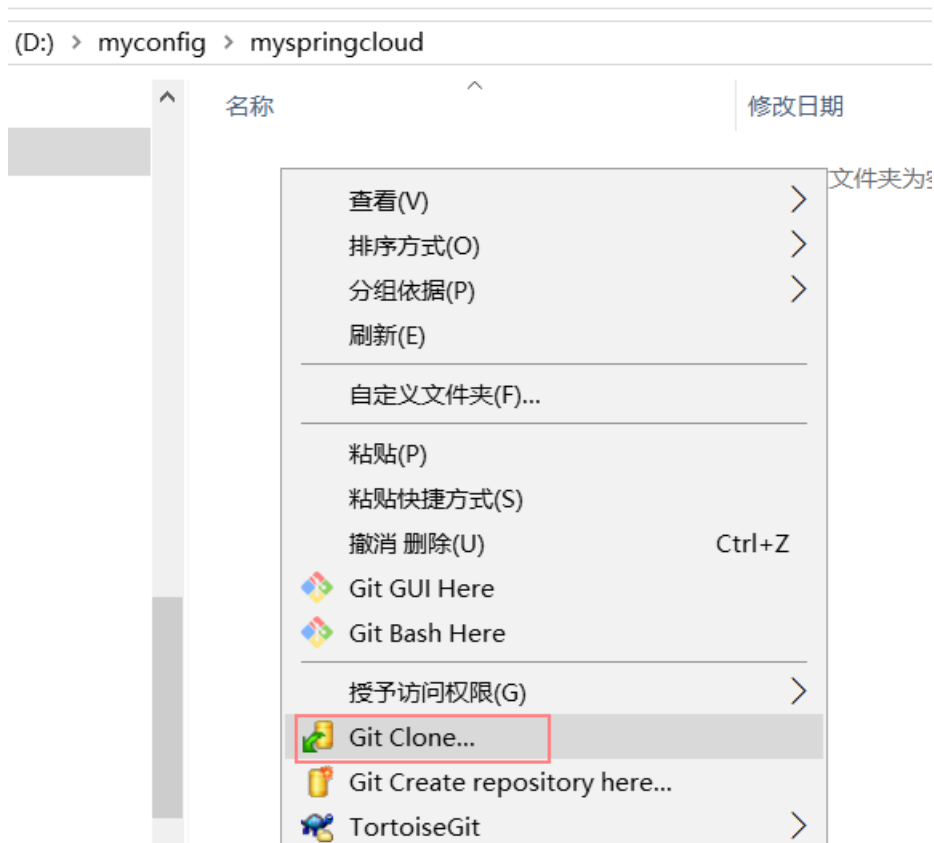 (D:) > myconfig > myspringcloud
名称 修改日期
文件夹为
查看(V)
排序方式(O)
分组依据(P)
刷新(E)
自定义文件夹(F)...
粘贴(P)
粘贴快捷方式(S)
撤消 删除(U) Ctrl+Z
Git GUI Here
Git Bash Here
授予访问权限(G)
Git Clone...
Git Create repository here...
TortoiseGit